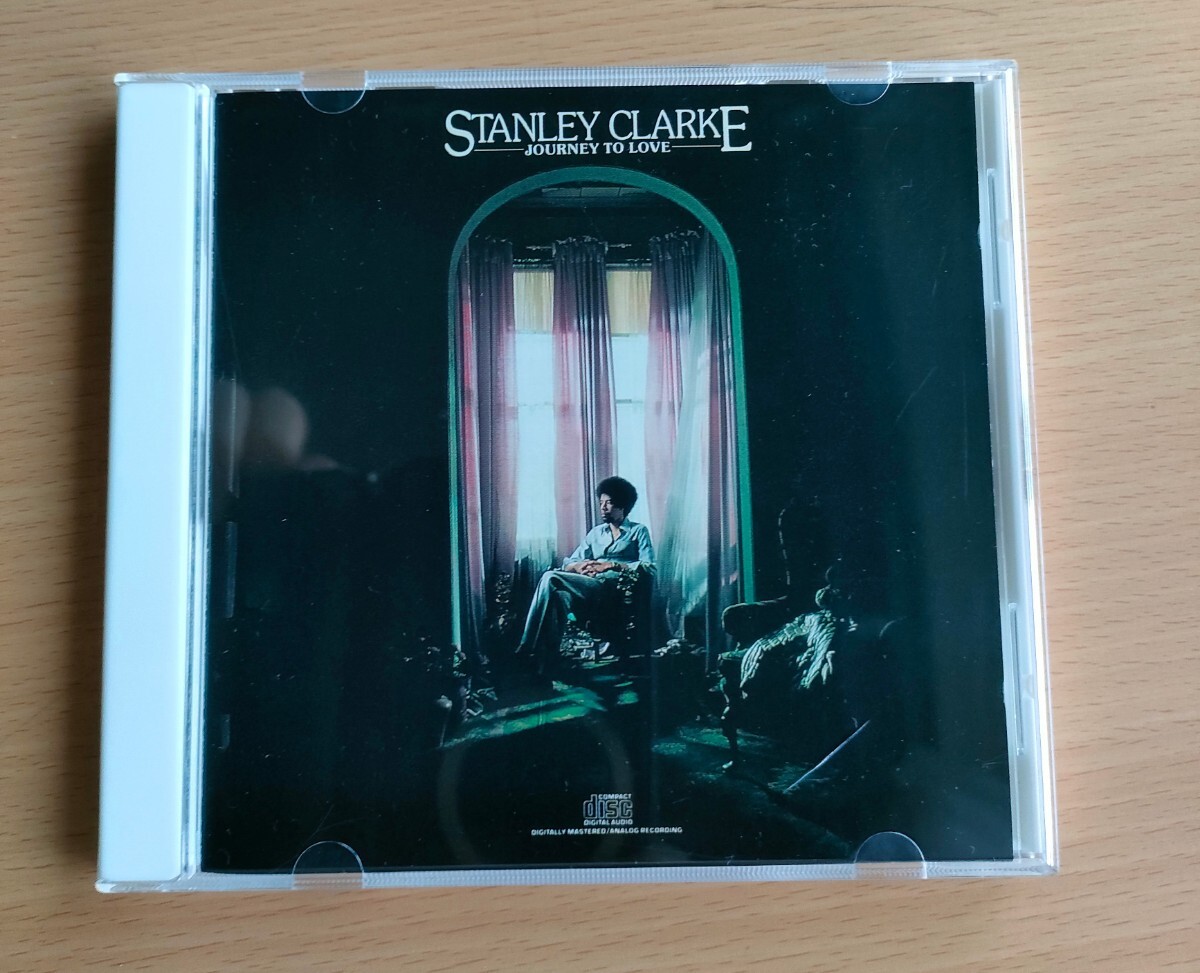 STANLEY CLARKE
JOURNEY TO LOVE
COMPACT
disc
DIGITAL AUDIO
DIGITALLY MASTERED/ANALOG RECORDING